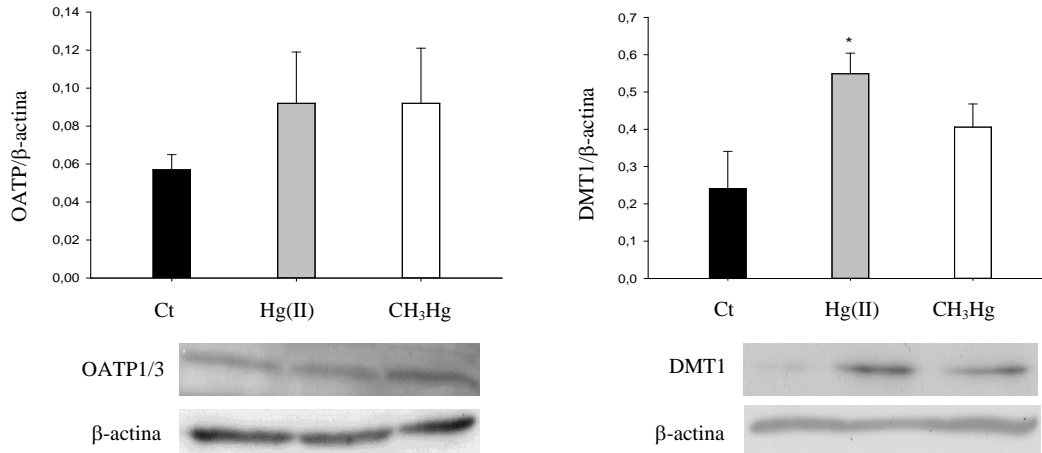 OATP/β-actina
0,14
0,12
0,10
0,08
0,06
0,04
0,02
0,00
Ct Hg(II) CH₃Hg
OATP1/3
β-actina
DMT1/β-actina
0,7
0,6
0,5
0,4
0,3
0,2
0,1
0,0
*
Ct Hg(II) CH₃Hg
DMT1
β-actina